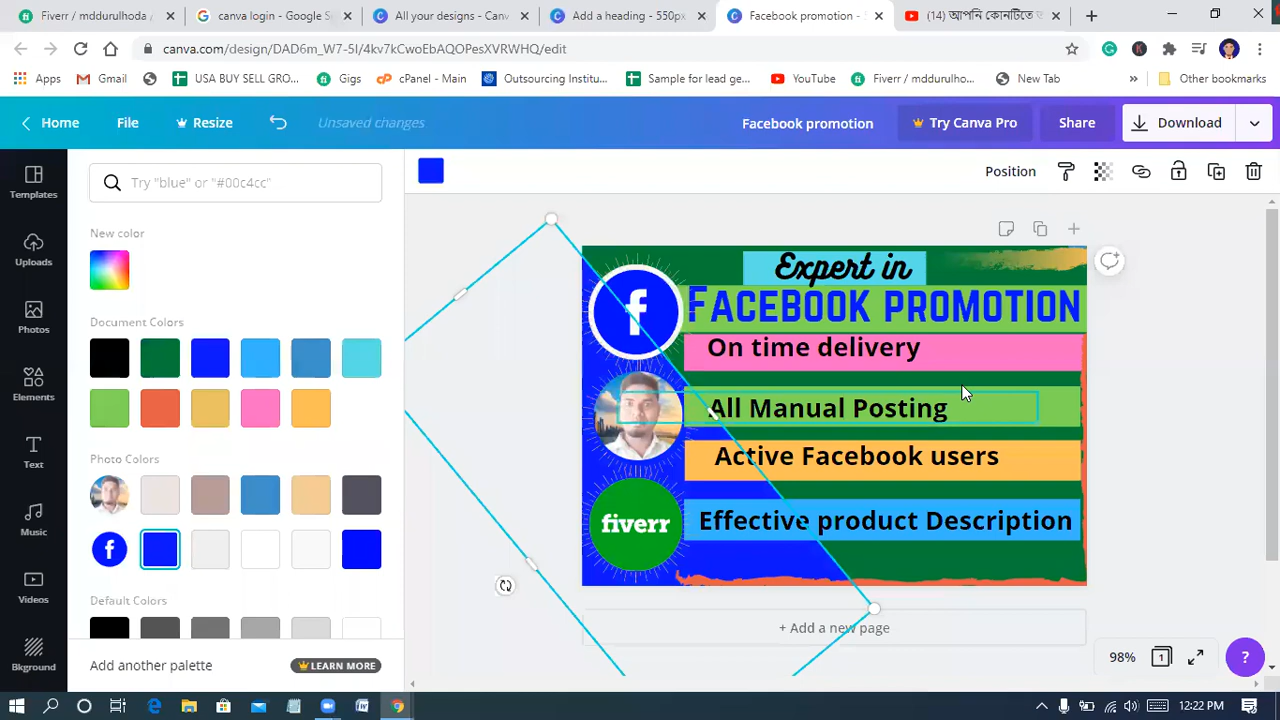 Fiverr / mddurulhoda
canva login - Google S
All your designs - Canva
Add a heading - 550px
Facebook promotion -
(14) আপনি কোনটিতে
canva.com/design/DAD6m_W7-5I/4kv7kCwoEbAQOPesXVRWHQ/edit
Apps
Gmail
USA BUY SELL GRO...
Gigs
cPanel - Main
Outsourcing Institu...
Sample for lead ge...
YouTube
Fiverr / mddurulho...
New Tab
Other bookmarks
Home
File
Resize
Unsaved changes
Facebook promotion
Try Canva Pro
Share
Download
Templates
Uploads
Photos
Elements
Text
Music
Videos
Bkground
Try "blue" or "#00c4cc"
New color
Document Colors
Photo Colors
Default Colors
Add another palette
LEARN MORE
Position
Expert in
FACEBOOK PROMOTION
On time delivery
All Manual Posting
Active Facebook users
fiverr
Effective product Description
+ Add a new page
98%
1
?
12:22 PM